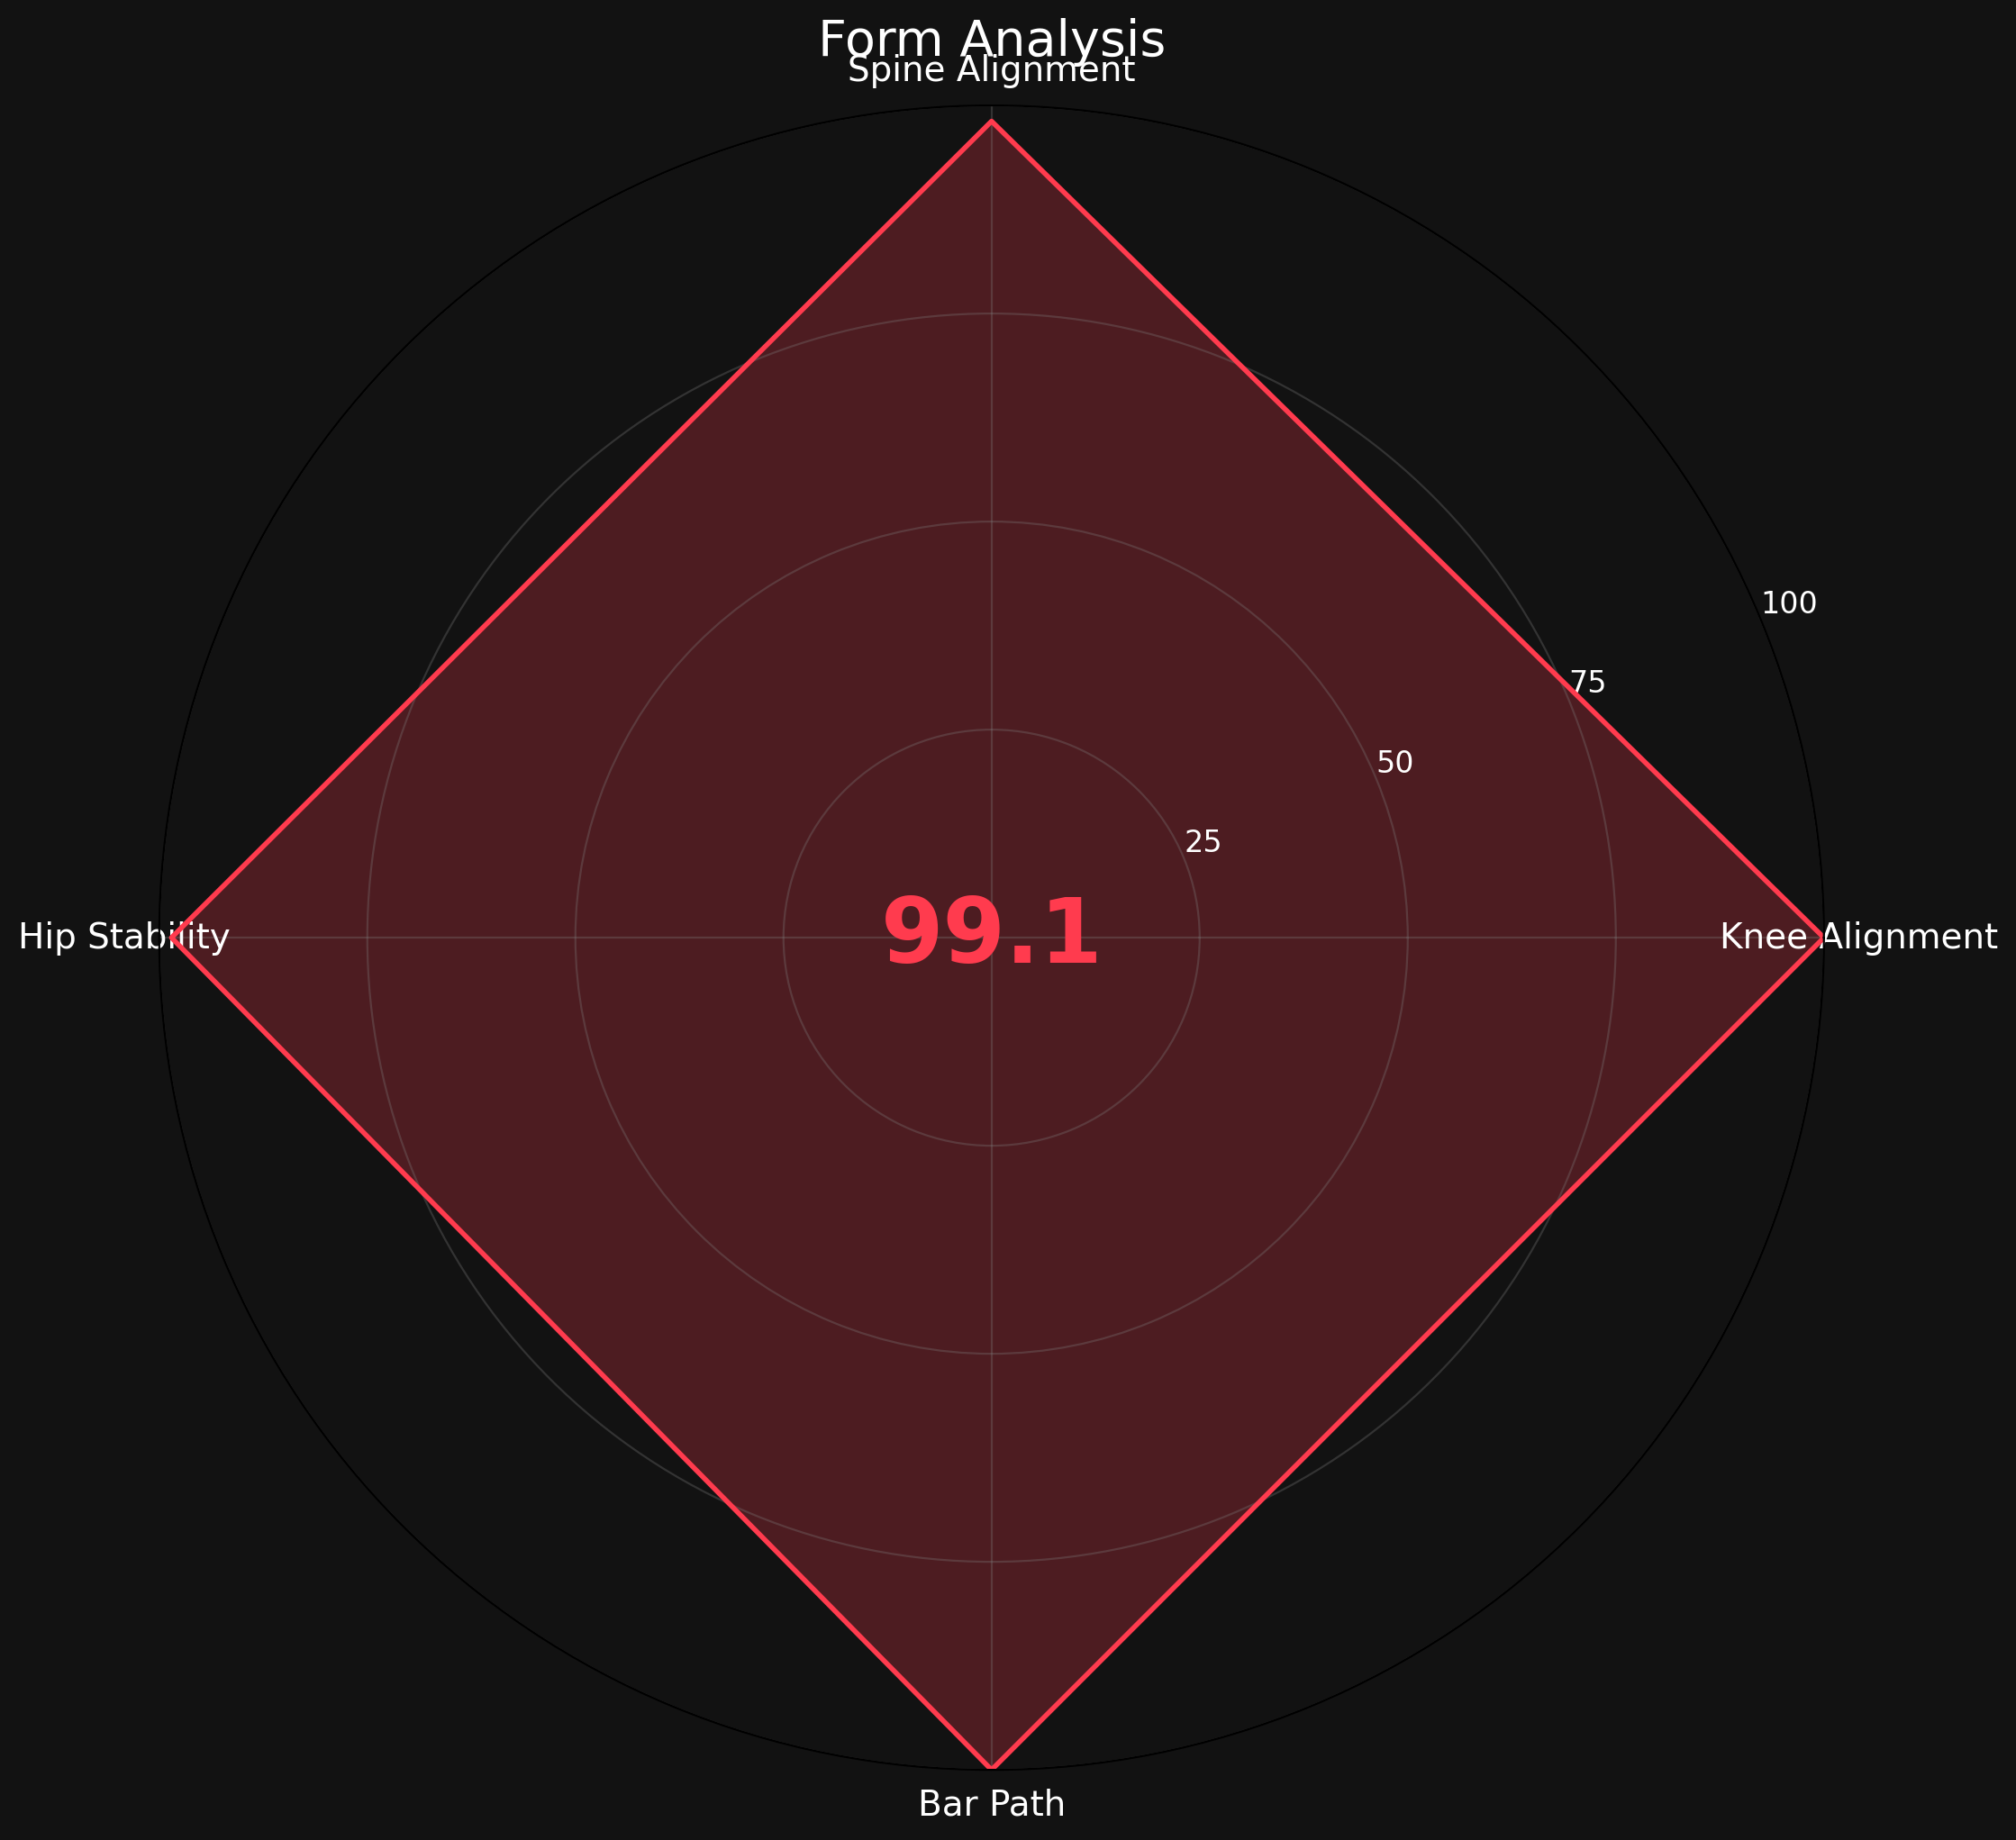 Form Analysis
Spine Alignment
100
75
50
25
99.1
Hip Stability
Knee Alignment
Bar Path